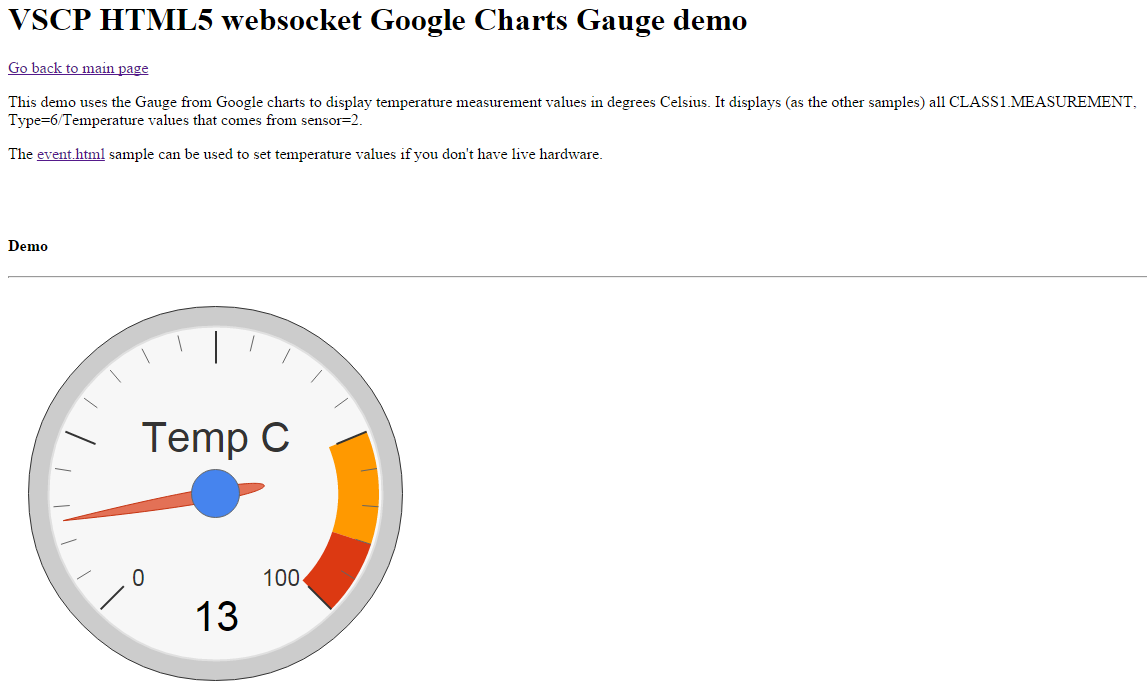 VSCP HTML5 websocket Google Charts Gauge demo
Go back to main page
This demo uses the Gauge from Google charts to display temperature measurement values in degrees Celsius. It displays (as the other samples) all CLASS1.MEASUREMENT,
Type=6/Temperature values that comes from sensor=2.
The event.html sample can be used to set temperature values if you don't have live hardware.
Demo
Temp C
0 100
13